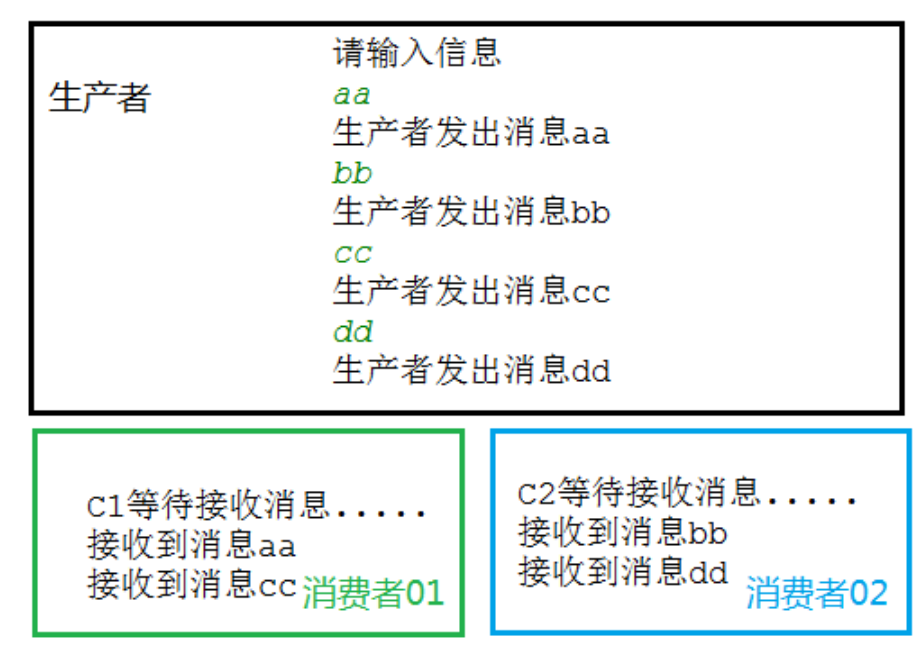 请输入信息
生产者
aa
生产者发出消息aa
bb
生产者发出消息bb
cc
生产者发出消息cc
dd
生产者发出消息dd
C1等待接收消息.....
接收到消息aa
接收到消息cc
消费者01
C2等待接收消息.....
接收到消息bb
接收到消息dd
消费者02